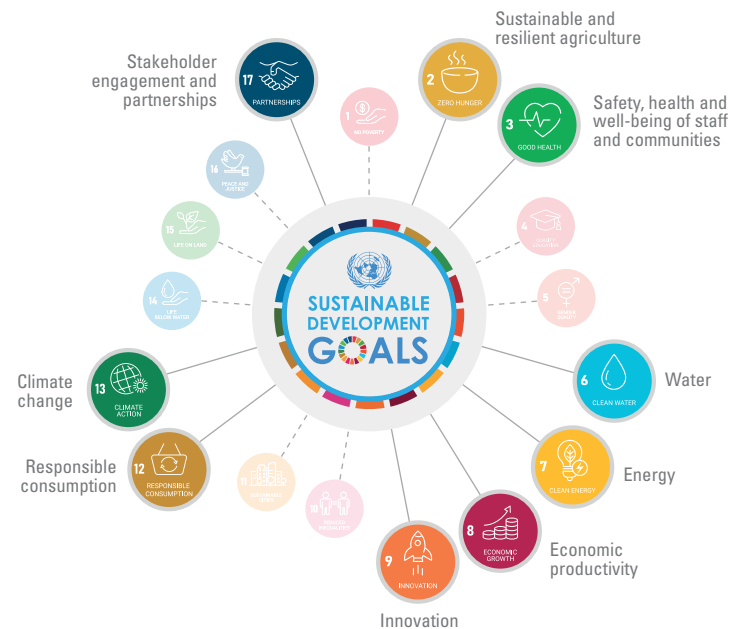 Sustainable and
resilient agriculture
Stakeholder
engagement and
partnerships
17
PARTNERSHIPS
2
ZERO HUNGER
1
NO POVERTY
3
GOOD HEALTH
Safety, health and
well-being of staff
and communities
16
PEACE AND
JUSTICE
15
LIFE ON LAND
4
QUALITY
EDUCATION
14
LIFE
BELOW WATER
5
GENDER
EQUALITY
SUSTAINABLE
DEVELOPMENT
GOALS
Climate
change
13
CLIMATE
ACTION
6
CLEAN WATER
Water
Responsible
consumption
12
RESPONSIBLE
CONSUMPTION
7
CLEAN ENERGY
Energy
11
SUSTAINABLE
CITIES
10
REDUCED
INEQUALITIES
8
ECONOMIC
GROWTH
Economic
productivity
9
INNOVATION
Innovation